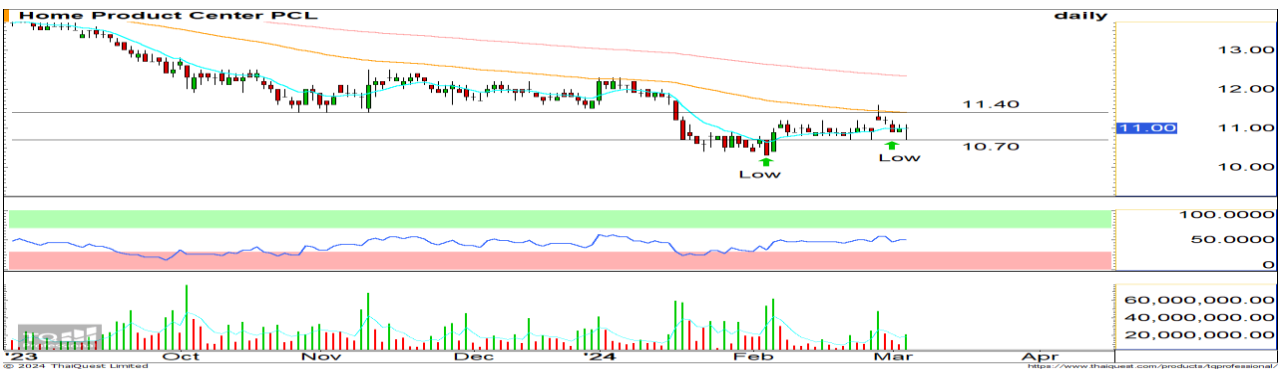 Home Product Center PCL daily
13.00
12.00
11.40
11.00
10.70
10.00
Low
Low
100.0000
50.0000
0
60,000,000.00
40,000,000.00
20,000,000.00
'23 Oct Nov Dec '24 Feb Mar Apr
© 2024 ThaiQuest Limited https://www.thaiquest.com/products/tqprofessional/